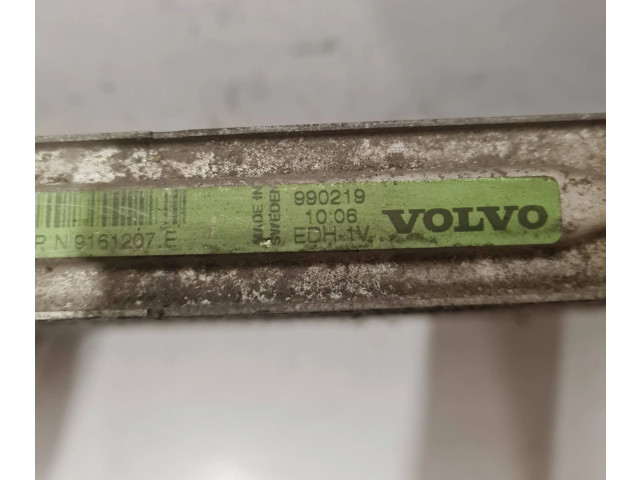 R N 9161207.E
MADE IN
SWEDEN
990219
10:06
EDH-1V
VOLVO